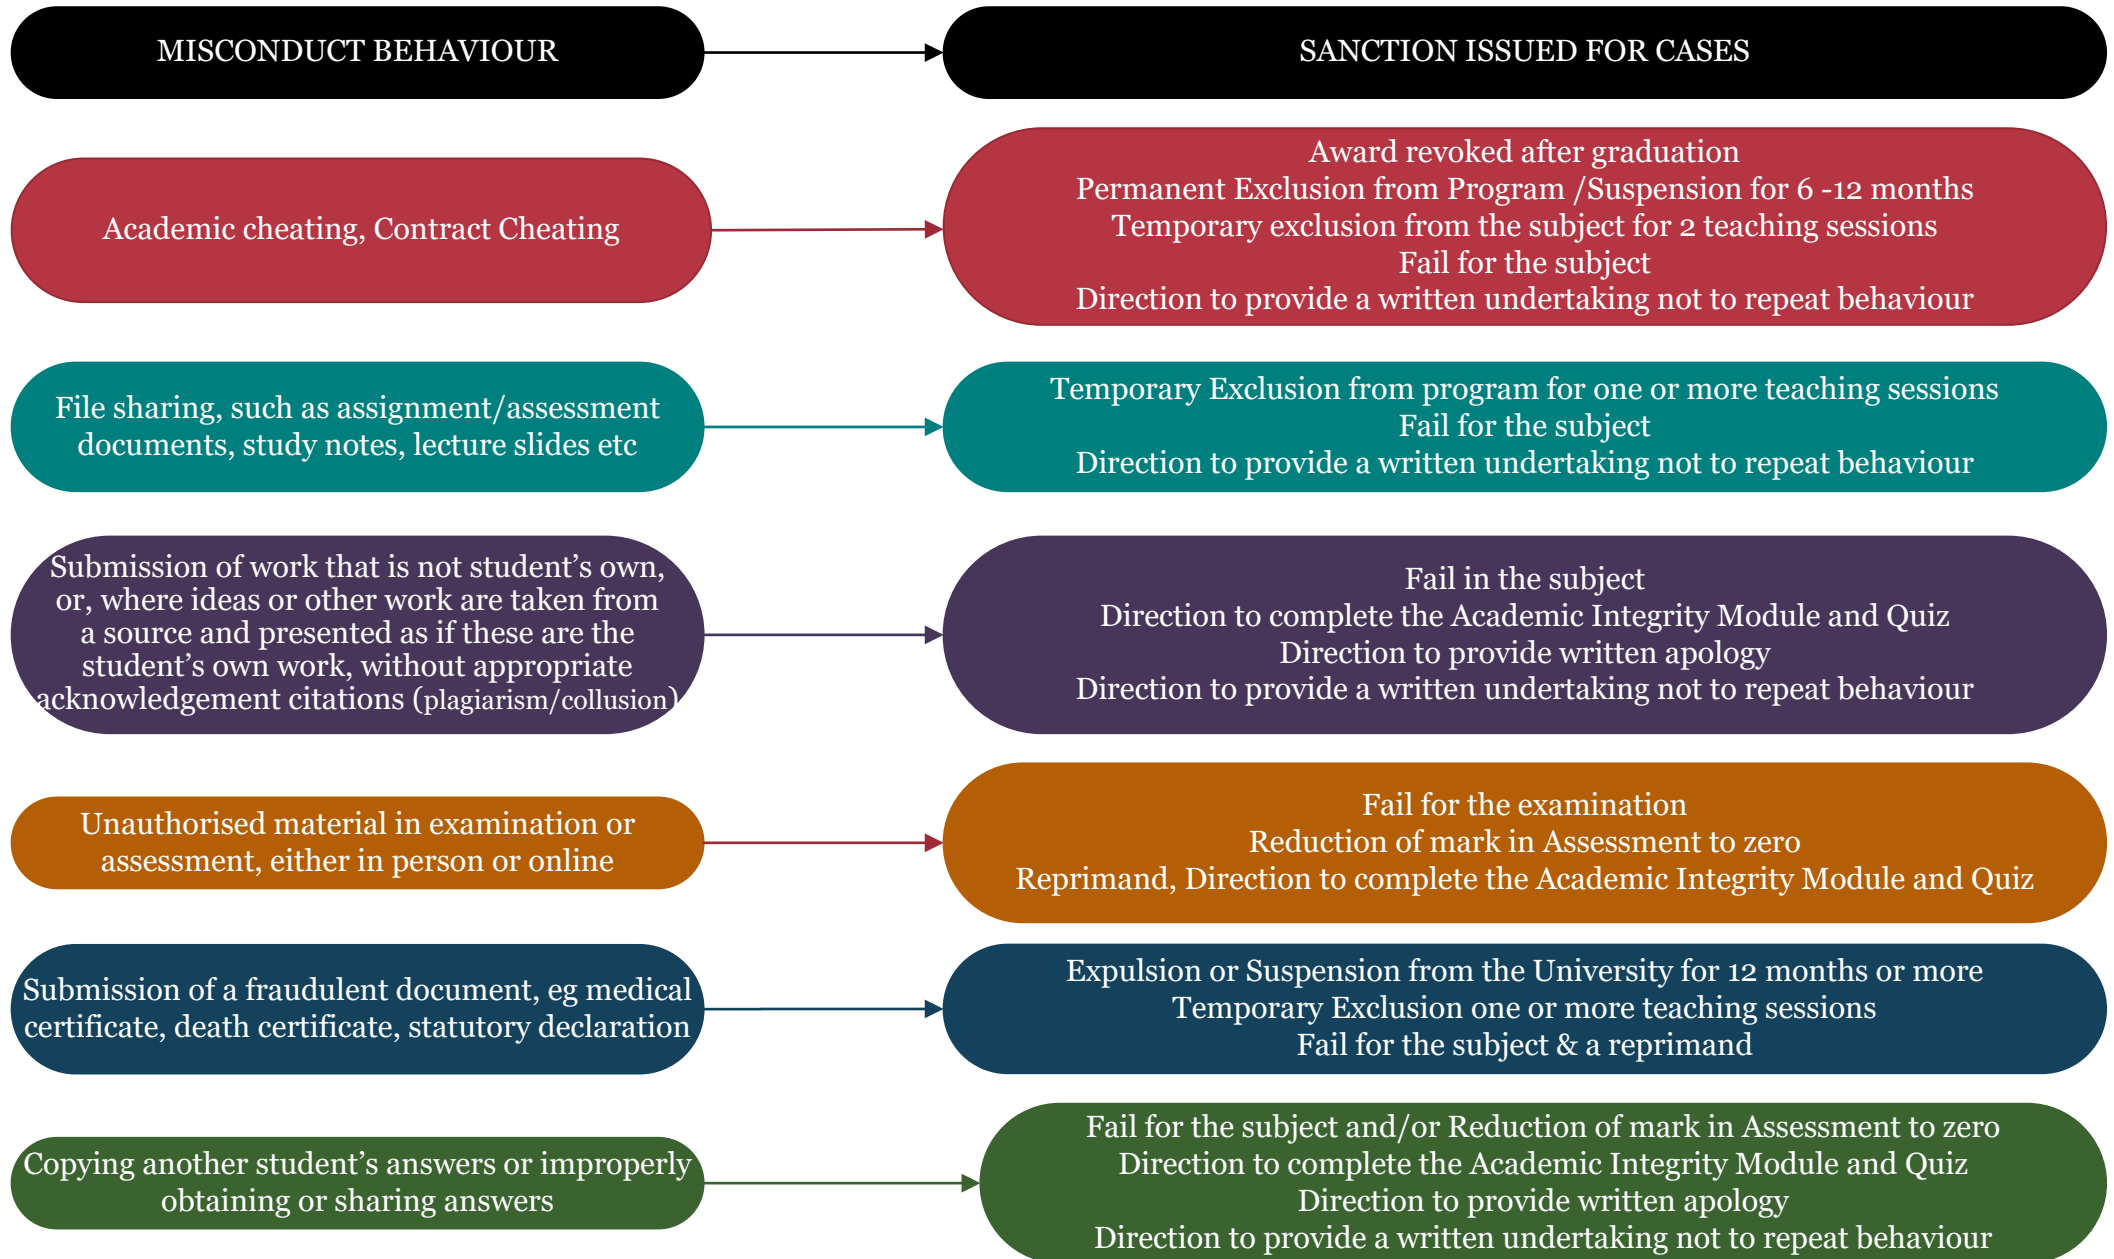 MISCONDUCT BEHAVIOUR
SANCTION ISSUED FOR CASES
Academic cheating, Contract Cheating
Award revoked after graduation
Permanent Exclusion from Program /Suspension for 6 -12 months
Temporary exclusion from the subject for 2 teaching sessions
Fail for the subject
Direction to provide a written undertaking not to repeat behaviour
File sharing, such as assignment/assessment
documents, study notes, lecture slides etc
Temporary Exclusion from program for one or more teaching sessions
Fail for the subject
Direction to provide a written undertaking not to repeat behaviour
Submission of work that is not student’s own,
or, where ideas or other work are taken from
a source and presented as if these are the
student’s own work, without appropriate
acknowledgement citations (plagiarism/collusion)
Fail in the subject
Direction to complete the Academic Integrity Module and Quiz
Direction to provide written apology
Direction to provide a written undertaking not to repeat behaviour
Unauthorised material in examination or
assessment, either in person or online
Fail for the examination
Reduction of mark in Assessment to zero
Reprimand, Direction to complete the Academic Integrity Module and Quiz
Submission of a fraudulent document, eg medical
certificate, death certificate, statutory declaration
Expulsion or Suspension from the University for 12 months or more
Temporary Exclusion one or more teaching sessions
Fail for the subject & a reprimand
Copying another student’s answers or improperly
obtaining or sharing answers
Fail for the subject and/or Reduction of mark in Assessment to zero
Direction to complete the Academic Integrity Module and Quiz
Direction to provide written apology
Direction to provide a written undertaking not to repeat behaviour